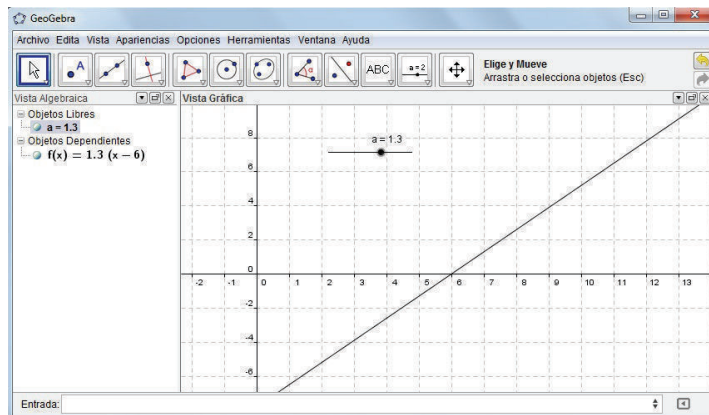 GeoGebra
Archivo Edita Vista Apariencias Opciones Herramientas Ventana Ayuda
A
α
ABC
a=2
Elige y Mueve
Arrastra o selecciona objetos (Esc)
Vista Algebraica
Vista Gráfica
Objetos Libres
a = 1.3
Objetos Dependientes
f(x) = 1.3 (x – 6)
a = 1.3
8
6
4
2
0
-2 -1 0 1 2 3 4 5 6 7 8 9 10 11 12 13
-2
-4
-6
Entrada: